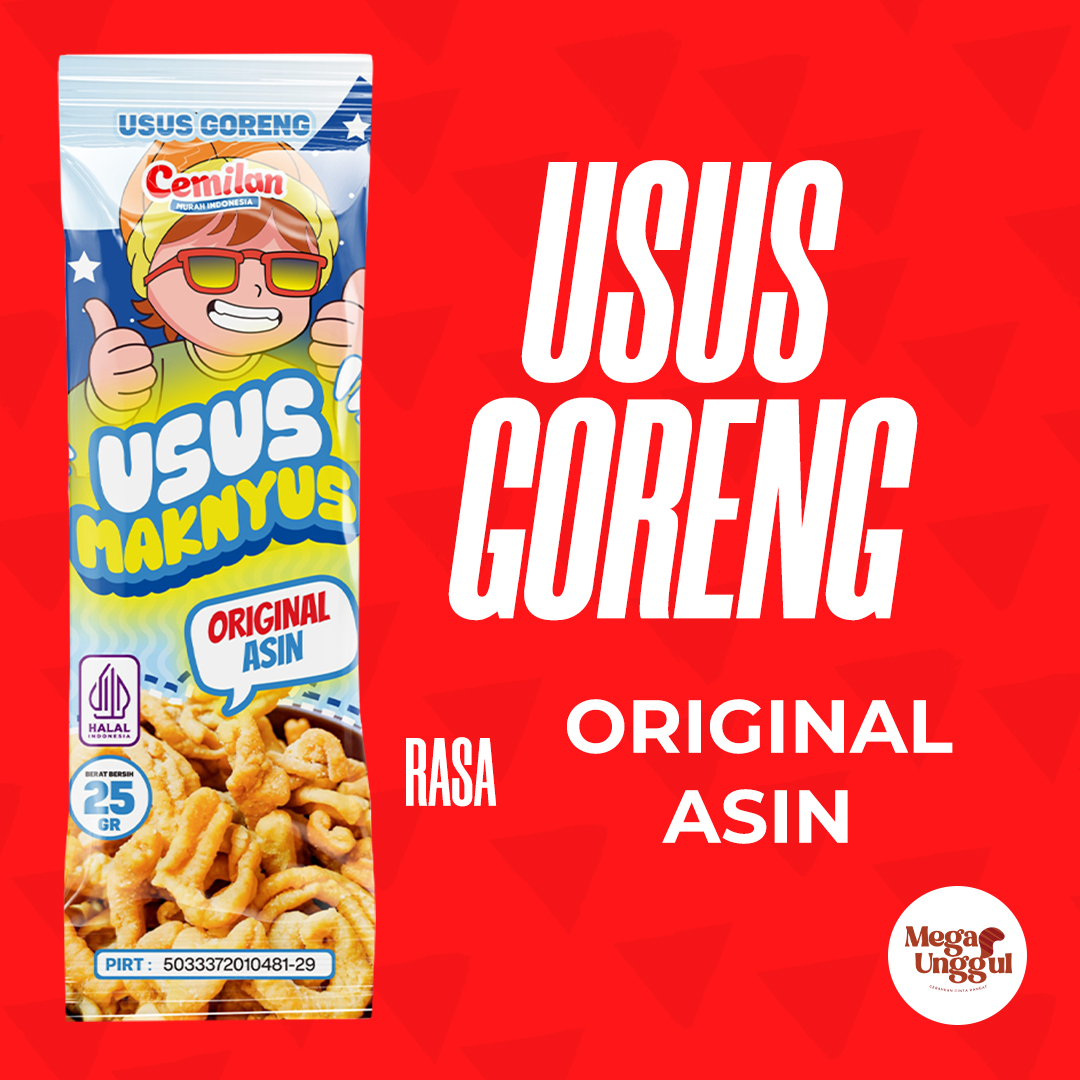 USUS GORENG
Cemilan
MURAH INDONESIA
USUS
MAKNYUS
ORIGINAL
ASIN
HALAL
INDONESIA
BERAT BERSIH
25
GR
PIRT : 5033372010481-29
USUS
GORENG
RASA
ORIGINAL
ASIN
Mega
Unggul